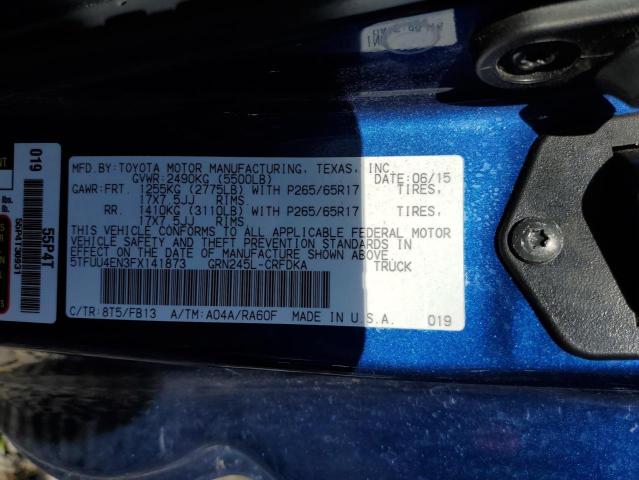 MFD.BY:TOYOTA MOTOR MANUFACTURING, TEXAS, INC.
GVWR:2490KG (5500LB) DATE:06/15
GAWR:FRT. 1255KG (2775LB) WITH P265/65R17 TIRES,
17X7.5JJ RIMS.
RR. 1410KG (3110LB) WITH P265/65R17 TIRES,
17X7.5JJ RIMS
THIS VEHICLE CONFORMS TO ALL APPLICABLE FEDERAL MOTOR
VEHICLE SAFETY AND THEFT PREVENTION STANDARDS IN
EFFECT ON THE DATE OF MANUFACTURE SHOWN ABOVE.
5TFUU4EN3FX141873 GRN245L-CRFDKA TRUCK
C/TR:8T5/FB13 A/TM:A04A/RA60F MADE IN U.S.A. 019
019
55P4T
lbs.